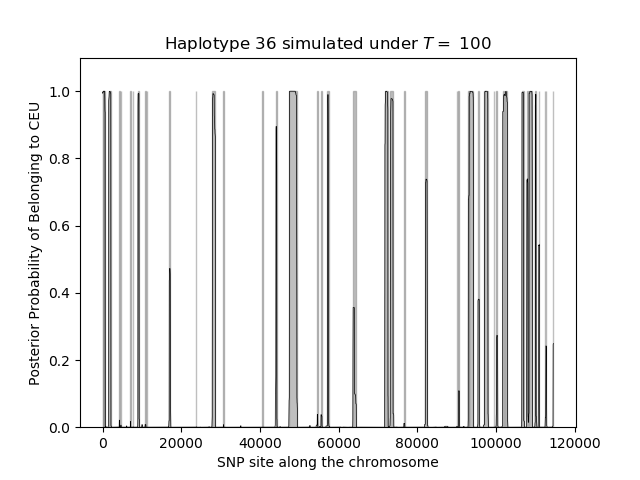 Haplotype 36 simulated under T = 100
Posterior Probability of Belonging to CEU
1.0
0.8
0.6
0.4
0.2
0.0
0 20000 40000 60000 80000 100000 120000
SNP site along the chromosome